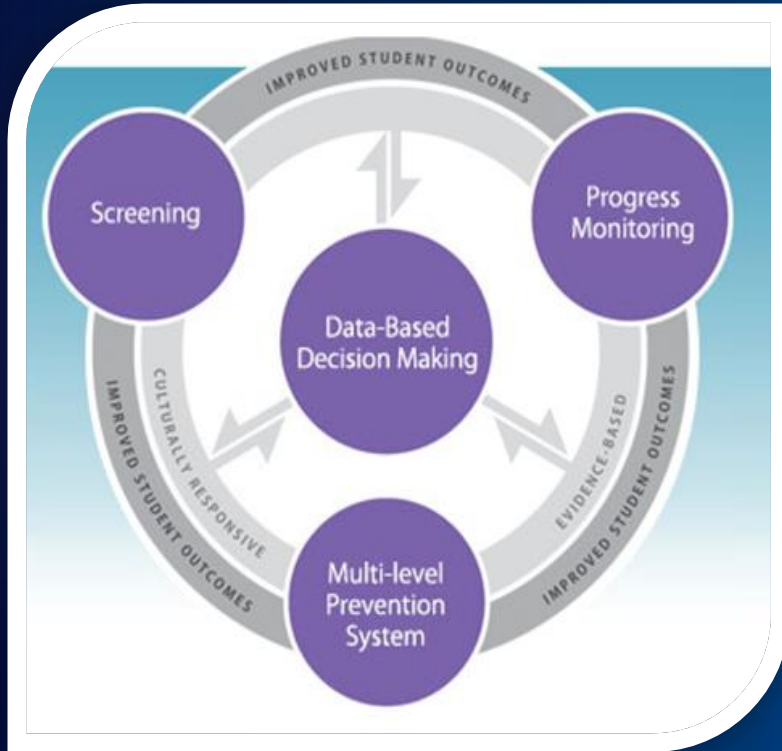 IMPROVED STUDENT OUTCOMES
Screening
Progress
Monitoring
Data-Based
Decision Making
CULTURALLY RESPONSIVE
IMPROVED STUDENT OUTCOMES
EVIDENCE-BASED
IMPROVED STUDENT OUTCOMES
Multi-level
Prevention
System